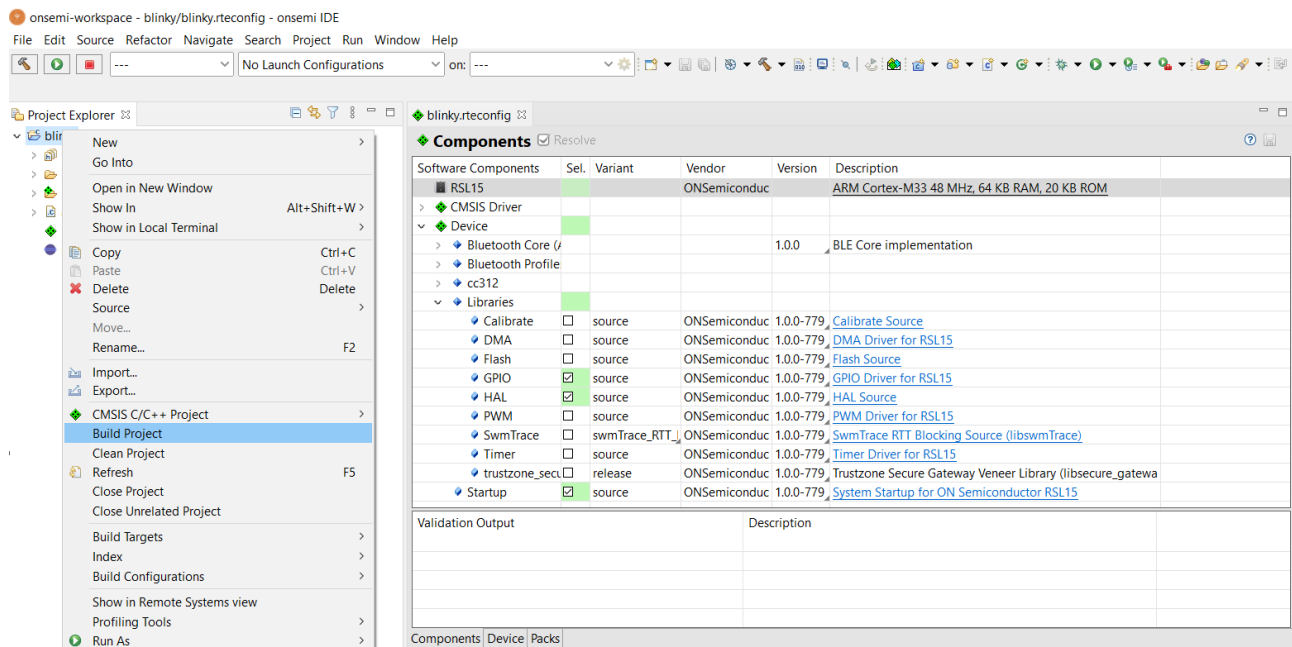 onsemi-workspace - blinky/blinky.rteconfig - onsemi IDE
File Edit Source Refactor Navigate Search Project Run Window Help
--- No Launch Configurations on: ---
Project Explorer
blin
New
Go Into
Open in New Window
Show In Alt+Shift+W >
Show in Local Terminal
Copy Ctrl+C
Paste Ctrl+V
Delete Delete
Source
Move...
Rename... F2
Import...
Export...
CMSIS C/C++ Project
Build Project
Clean Project
Refresh F5
Close Project
Close Unrelated Project
Build Targets
Index
Build Configurations
Show in Remote Systems view
Profiling Tools
Run As
blinky.rteconfig
Components Resolve
Software Components Sel. Variant Vendor Version Description
RSL15 ONSemiconduc ARM Cortex-M33 48 MHz, 64 KB RAM, 20 KB ROM
CMSIS Driver
Device
Bluetooth Core (A 1.0.0 BLE Core implementation
Bluetooth Profile
cc312
Libraries
Calibrate source ONSemiconduc 1.0.0-779 Calibrate Source
DMA source ONSemiconduc 1.0.0-779 DMA Driver for RSL15
Flash source ONSemiconduc 1.0.0-779 Flash Source
GPIO source ONSemiconduc 1.0.0-779 GPIO Driver for RSL15
HAL source ONSemiconduc 1.0.0-779 HAL Source
PWM source ONSemiconduc 1.0.0-779 PWM Driver for RSL15
SwmTrace swmTrace_RTT_ ONSemiconduc 1.0.0-779 SwmTrace RTT Blocking Source (libswmTrace)
Timer source ONSemiconduc 1.0.0-779 Timer Driver for RSL15
trustzone_secu release ONSemiconduc 1.0.0-779 Trustzone Secure Gateway Veneer Library (libsecure_gatewa
Startup source ONSemiconduc 1.0.0-779 System Startup for ON Semiconductor RSL15
Validation Output Description
Components Device Packs